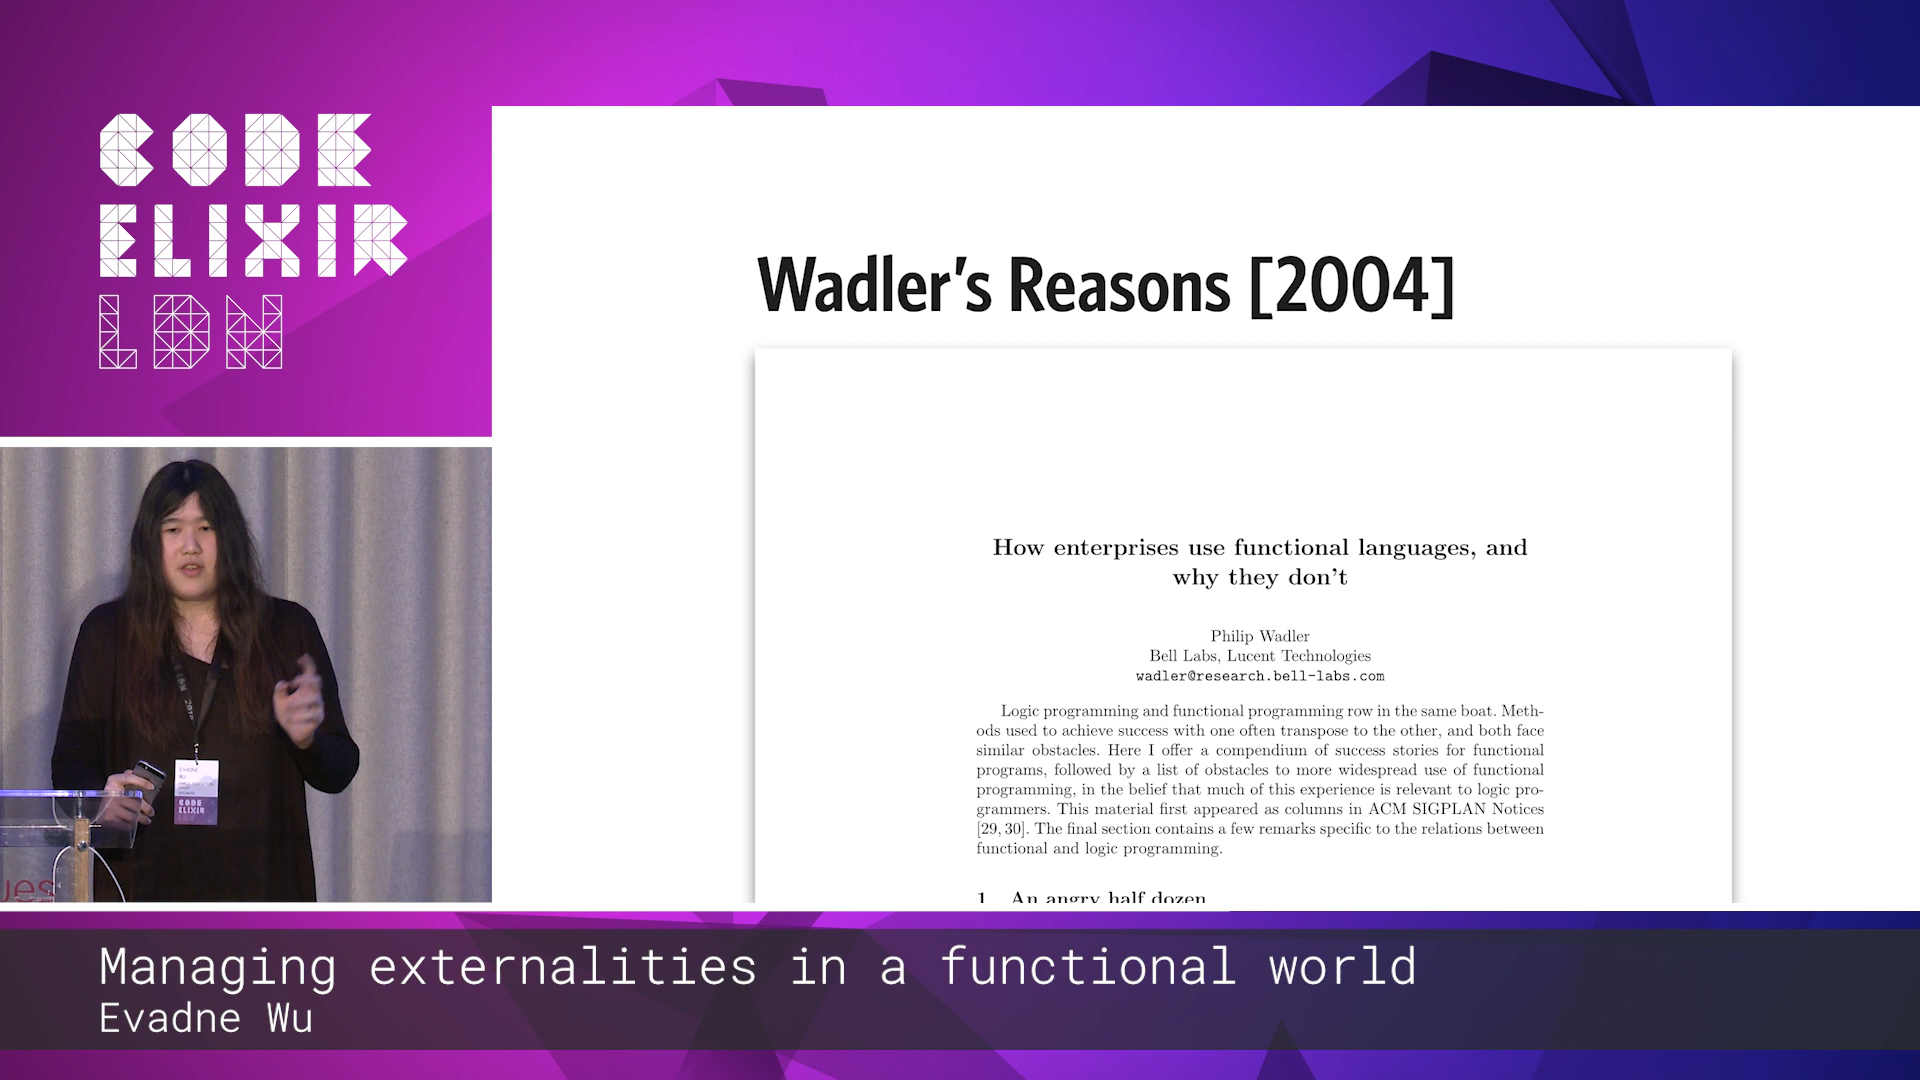 CODE
ELIXIR
LDN
Wadler's Reasons [2004]
How enterprises use functional languages, and
why they don't
Philip Wadler
Bell Labs, Lucent Technologies
wadler@research.bell-labs.com
Logic programming and functional programming row in the same boat. Meth-
ods used to achieve success with one often transpose to the other, and both face
similar obstacles. Here I offer a compendium of success stories for functional
programs, followed by a list of obstacles to more widespread use of functional
programming, in the belief that much of this experience is relevant to logic pro-
grammers. This material first appeared as columns in ACM SIGPLAN Notices
[29, 30]. The final section contains a few remarks specific to the relations between
functional and logic programming.
1 An angry half dozen
EVADNE
WU
CODE
ELIXIR
ues
Managing externalities in a functional world
Evadne Wu